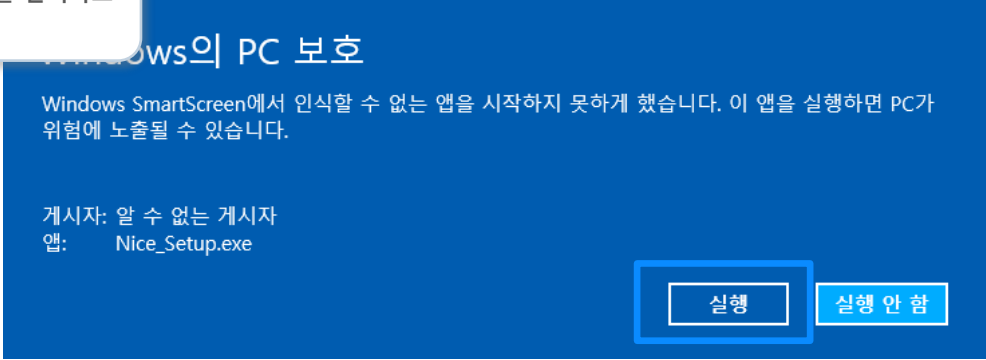 Windows의 PC 보호
Windows SmartScreen에서 인식할 수 없는 앱을 시작하지 못하게 했습니다. 이 앱을 실행하면 PC가
위험에 노출될 수 있습니다.
게시자: 알 수 없는 게시자
앱: Nice_Setup.exe
실행
실행 안 함